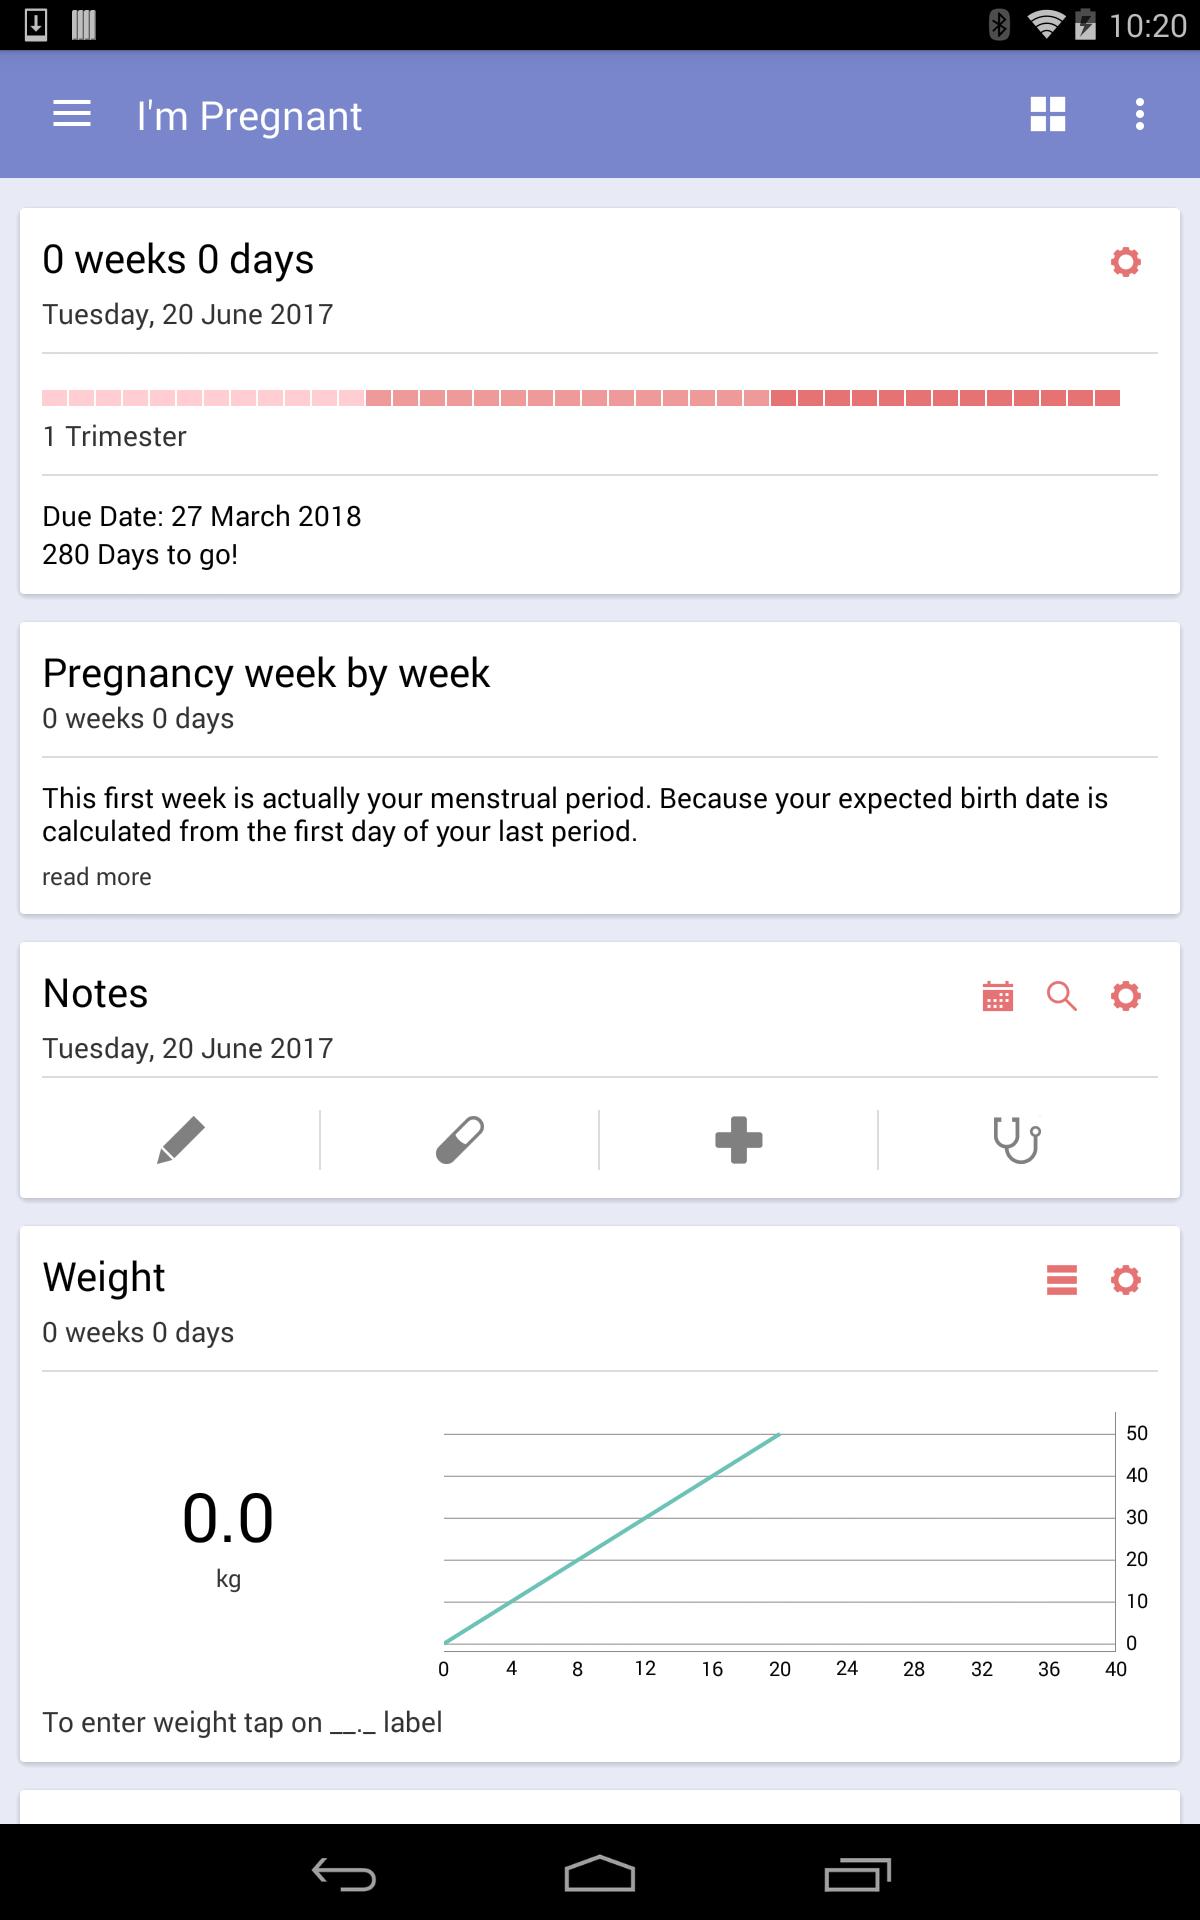 10:20
I'm Pregnant
0 weeks 0 days
Tuesday, 20 June 2017
1 Trimester
Due Date: 27 March 2018
280 Days to go!
Pregnancy week by week
0 weeks 0 days
This first week is actually your menstrual period. Because your expected birth date is
calculated from the first day of your last period.
read more
Notes
Tuesday, 20 June 2017
Weight
0 weeks 0 days
0.0
kg
50
40
30
20
10
0
0 4 8 12 16 20 24 28 32 36 40
To enter weight tap on __._ label